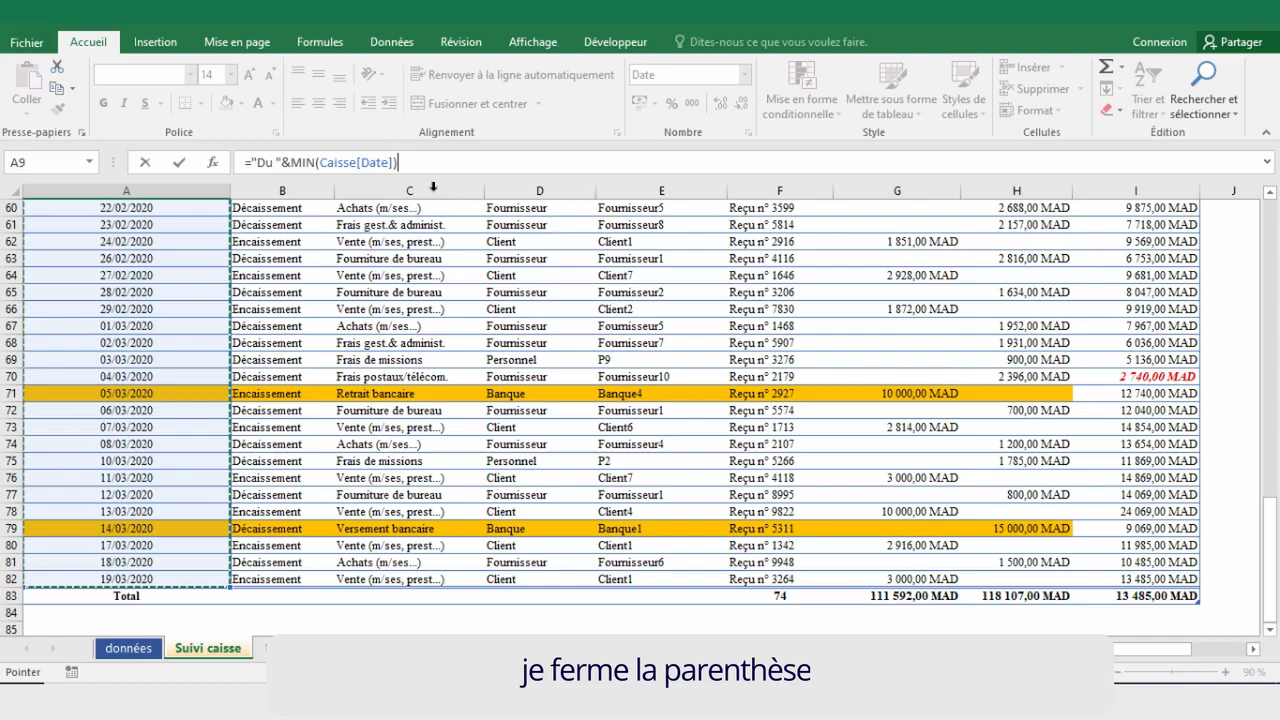 Fichier Accueil Insertion Mise en page Formules Données Révision Affichage Développeur Dites-nous ce que vous voulez faire. Connexion Partager
Coller 14 Renvoyer à la ligne automatiquement Date Mise en forme conditionnelle Mettre sous forme de tableau Styles de cellules Insérer Trier et filtrer Rechercher et sélectionner
G I S Fusionner et centrer % 000 Supprimer
Format
Presse-papiers Police Alignement Nombre Style Cellules Édition
A9 ="Du "&MIN(Caisse[Date])
A B C D E F G H I J
60 22/02/2020 Décaissement Achats (m/ses...) Fournisseur Fournisseur5 Reçu n° 3599 2 688,00 MAD 9 875,00 MAD
61 23/02/2020 Décaissement Frais gest.& administ. Fournisseur Fournisseur8 Reçu n° 5814 2 157,00 MAD 7 718,00 MAD
62 24/02/2020 Encaissement Vente (m/ses, prest...) Client Client1 Reçu n° 2916 1 851,00 MAD 9 569,00 MAD
63 26/02/2020 Décaissement Fourniture de bureau Fournisseur Fournisseur1 Reçu n° 4116 2 816,00 MAD 6 753,00 MAD
64 27/02/2020 Encaissement Vente (m/ses, prest...) Client Client7 Reçu n° 1646 2 928,00 MAD 9 681,00 MAD
65 28/02/2020 Décaissement Fourniture de bureau Fournisseur Fournisseur2 Reçu n° 3206 1 634,00 MAD 8 047,00 MAD
66 29/02/2020 Encaissement Vente (m/ses, prest...) Client Client2 Reçu n° 7830 1 872,00 MAD 9 919,00 MAD
67 01/03/2020 Décaissement Achats (m/ses...) Fournisseur Fournisseur5 Reçu n° 1468 1 952,00 MAD 7 967,00 MAD
68 02/03/2020 Décaissement Frais gest.& administ. Fournisseur Fournisseur7 Reçu n° 5907 1 931,00 MAD 6 036,00 MAD
69 03/03/2020 Décaissement Frais de missions Personnel P9 Reçu n° 3276 900,00 MAD 5 136,00 MAD
70 04/03/2020 Décaissement Frais postaux/télécom. Fournisseur Fournisseur10 Reçu n° 2179 2 396,00 MAD 2 740,00 MAD
71 05/03/2020 Encaissement Retrait bancaire Banque Banque4 Reçu n° 2927 10 000,00 MAD 12 740,00 MAD
72 06/03/2020 Décaissement Fourniture de bureau Fournisseur Fournisseur1 Reçu n° 5574 700,00 MAD 12 040,00 MAD
73 07/03/2020 Encaissement Vente (m/ses, prest...) Client Client6 Reçu n° 1713 2 814,00 MAD 14 854,00 MAD
74 08/03/2020 Décaissement Achats (m/ses...) Fournisseur Fournisseur4 Reçu n° 2107 1 200,00 MAD 13 654,00 MAD
75 10/03/2020 Décaissement Frais de missions Personnel P2 Reçu n° 5266 1 785,00 MAD 11 869,00 MAD
76 11/03/2020 Encaissement Vente (m/ses, prest...) Client Client7 Reçu n° 4118 3 000,00 MAD 14 869,00 MAD
77 12/03/2020 Décaissement Fourniture de bureau Fournisseur Fournisseur1 Reçu n° 8995 800,00 MAD 14 069,00 MAD
78 13/03/2020 Encaissement Vente (m/ses, prest...) Client Client4 Reçu n° 9822 10 000,00 MAD 24 069,00 MAD
79 14/03/2020 Décaissement Versement bancaire Banque Banque1 Reçu n° 5311 15 000,00 MAD 9 069,00 MAD
80 17/03/2020 Encaissement Vente (m/ses, prest...) Client Client1 Reçu n° 1342 2 916,00 MAD 11 985,00 MAD
81 18/03/2020 Décaissement Achats (m/ses...) Fournisseur Fournisseur6 Reçu n° 9948 1 500,00 MAD 10 485,00 MAD
82 19/03/2020 Encaissement Vente (m/ses, prest...) Client Client1 Reçu n° 3264 3 000,00 MAD 13 485,00 MAD
83 Total 74 111 592,00 MAD 118 107,00 MAD 13 485,00 MAD
84
85
données Suivi caisse
Pointer 90 %
je ferme la parenthèse